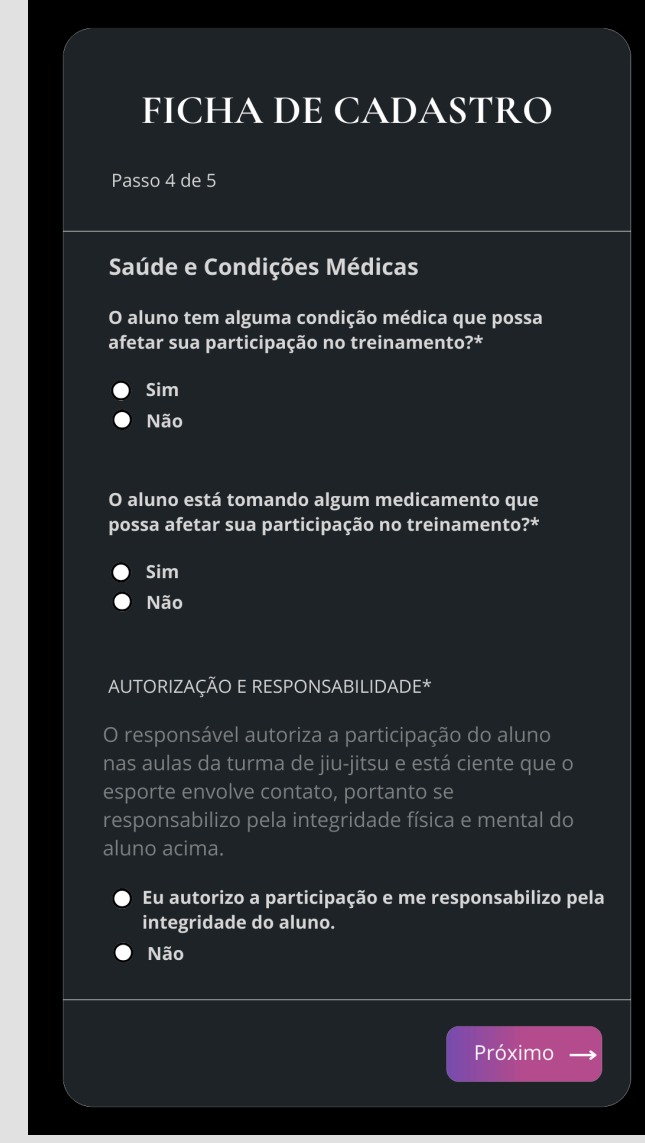 FICHA DE CADASTRO
Passo 4 de 5
Saúde e Condições Médicas
O aluno tem alguma condição médica que possa
afetar sua participação no treinamento?*
Sim
Não
O aluno está tomando algum medicamento que
possa afetar sua participação no treinamento?*
Sim
Não
AUTORIZAÇÃO E RESPONSABILIDADE*
O responsável autoriza a participação do aluno
nas aulas da turma de jiu-jitsu e está ciente que o
esporte envolve contato, portanto se
responsabilizo pela integridade física e mental do
aluno acima.
Eu autorizo a participação e me responsabilizo pela
integridade do aluno.
Não
Próximo